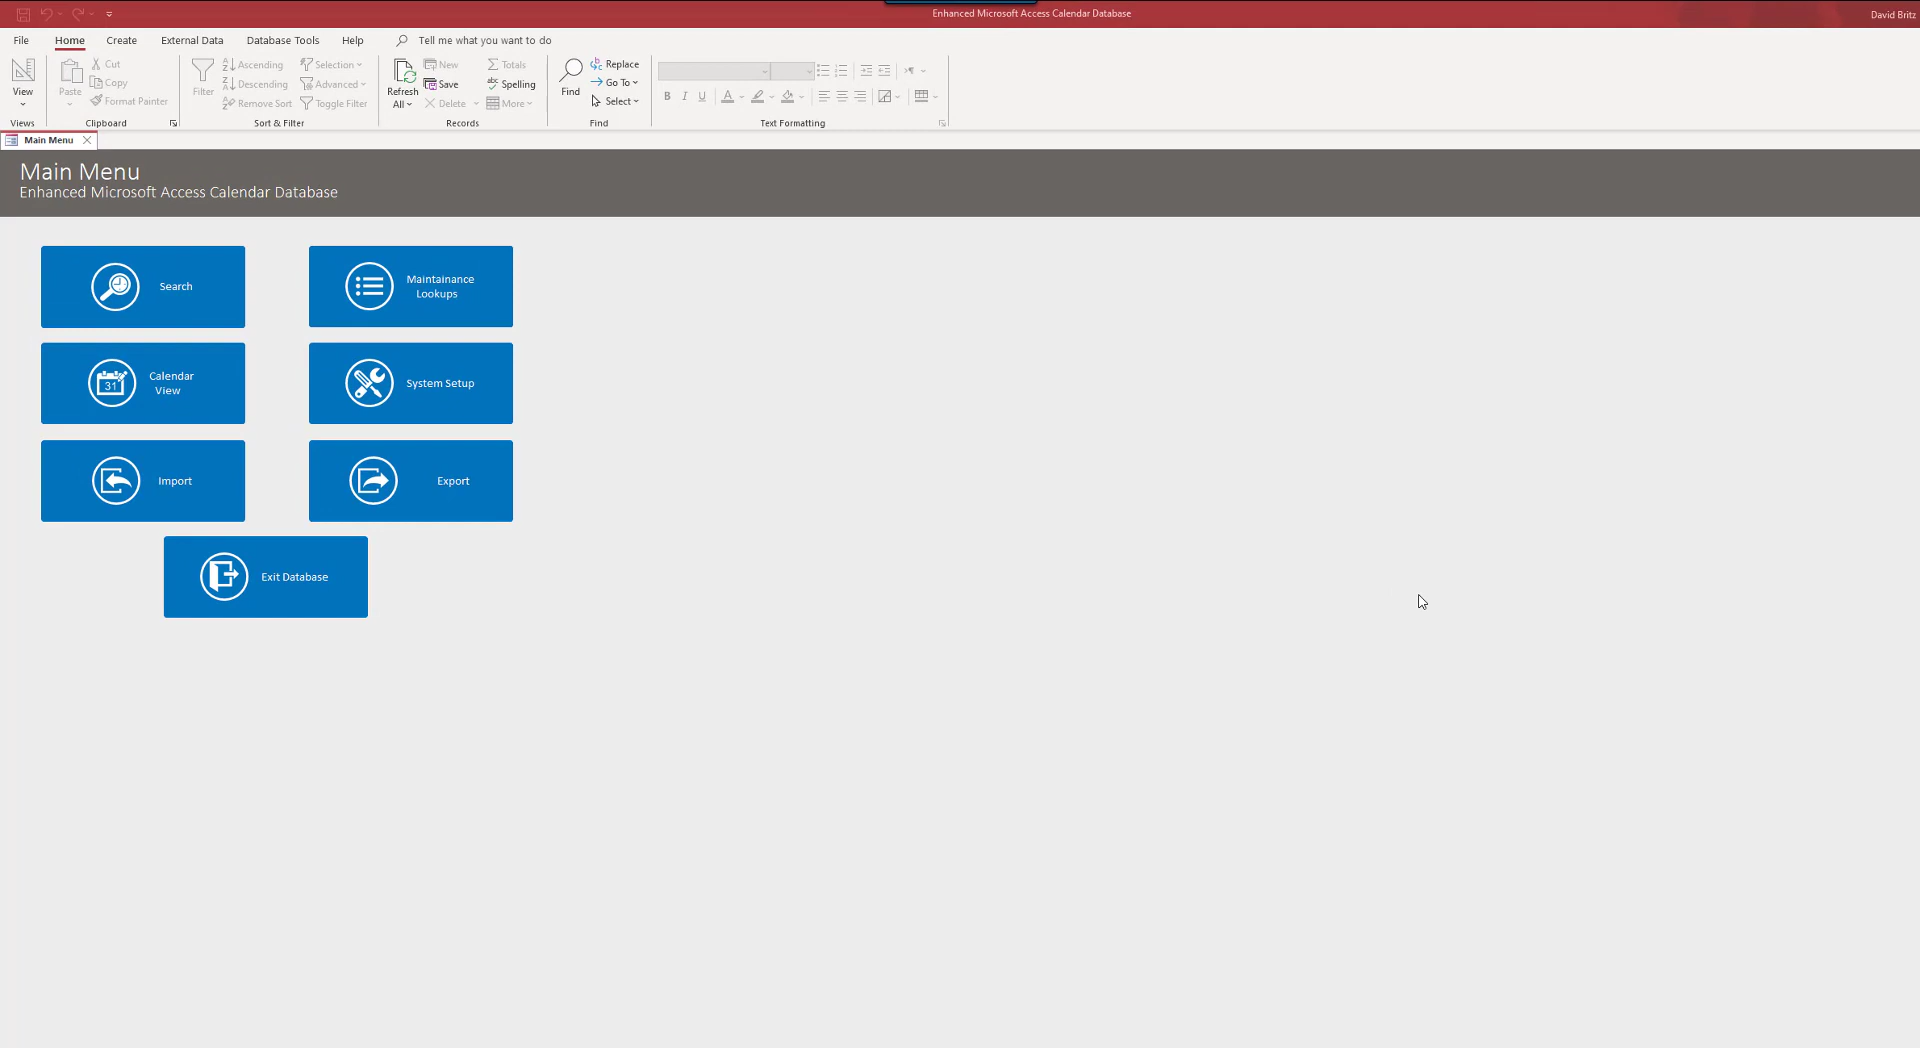 Enhanced Microsoft Access Calendar Database
David Britz
File Home Create External Data Database Tools Help Tell me what you want to do
View
Views
Paste
Cut
Copy
Format Painter
Clipboard
Filter
Ascending
Descending
Remove Sort
Selection
Advanced
Toggle Filter
Sort & Filter
Refresh
All
New
Save
Delete
Totals
Spelling
More
Records
Find
Replace
Go To
Select
Find
B I U A
Text Formatting
Main Menu
Main Menu
Enhanced Microsoft Access Calendar Database
Search
Maintainance
Lookups
31
Calendar
View
System Setup
Import
Export
Exit Database